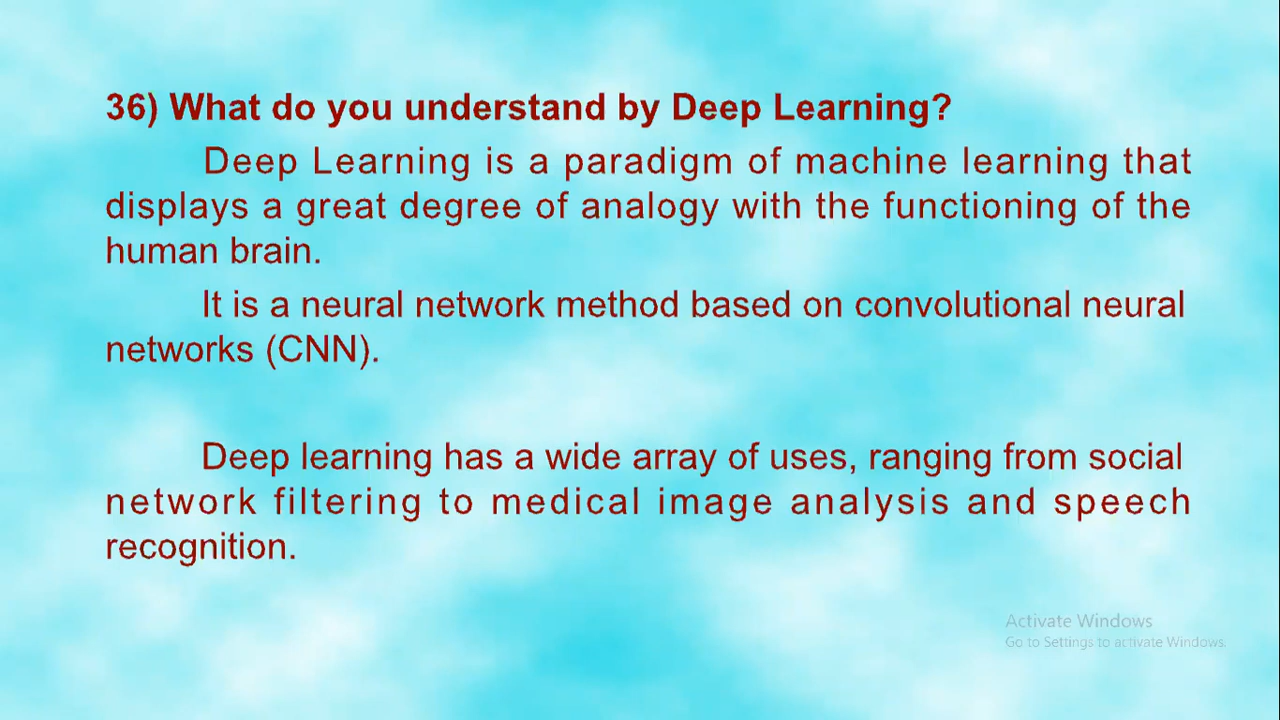 36) What do you understand by Deep Learning?
Deep Learning is a paradigm of machine learning that
displays a great degree of analogy with the functioning of the
human brain.
It is a neural network method based on convolutional neural
networks (CNN).
Deep learning has a wide array of uses, ranging from social
network filtering to medical image analysis and speech
recognition.
Activate Windows
Go to Settings to activate Windows.